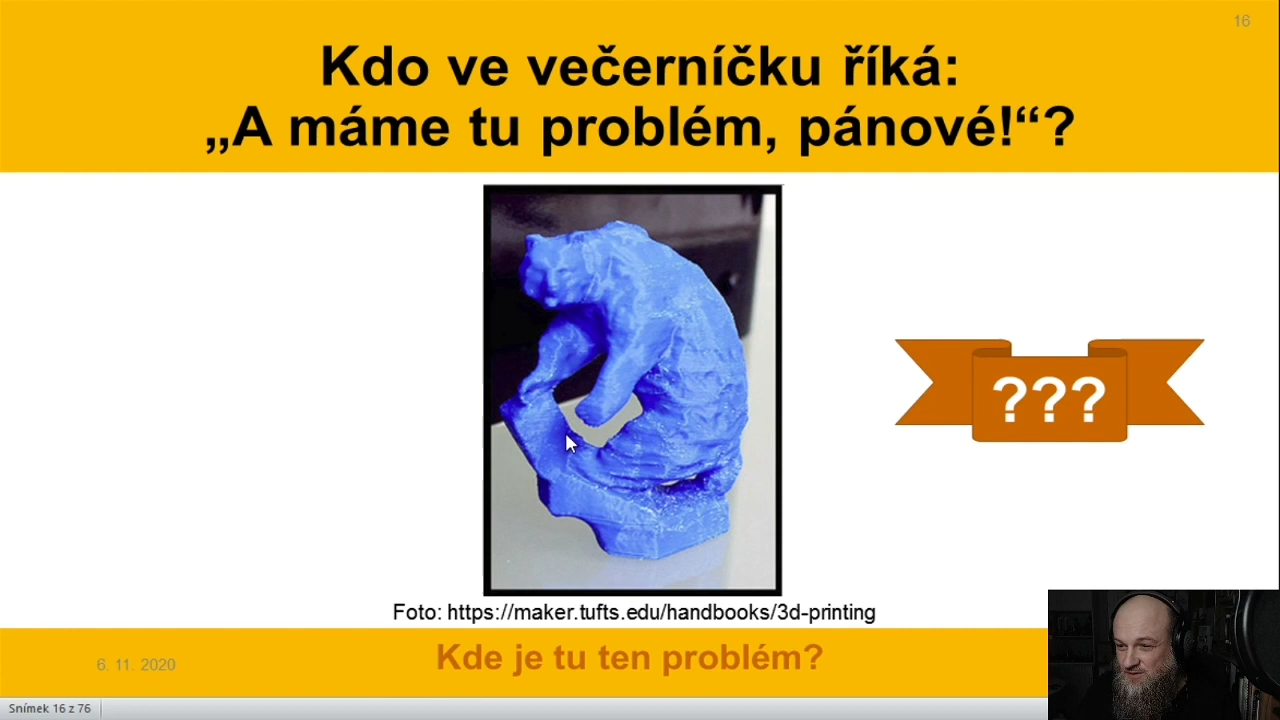 16
Kdo ve večerníčku říká:
„A máme tu problém, pánové!“?
???
Foto: https://maker.tufts.edu/handbooks/3d-printing
6. 11. 2020
Kde je tu ten problém?
Snímek 16 z 76